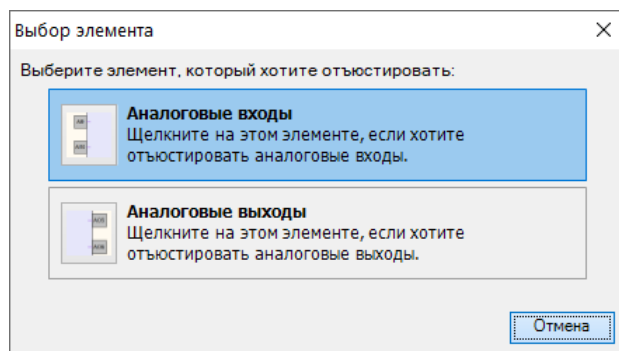 Выбор элемента
Выберите элемент, который хотите отъюстировать:
Аналоговые входы
Щелкните на этом элементе, если хотите
отъюстировать аналоговые входы.
Аналоговые выходы
Щелкните на этом элементе, если хотите
отъюстировать аналоговые выходы.
Отмена